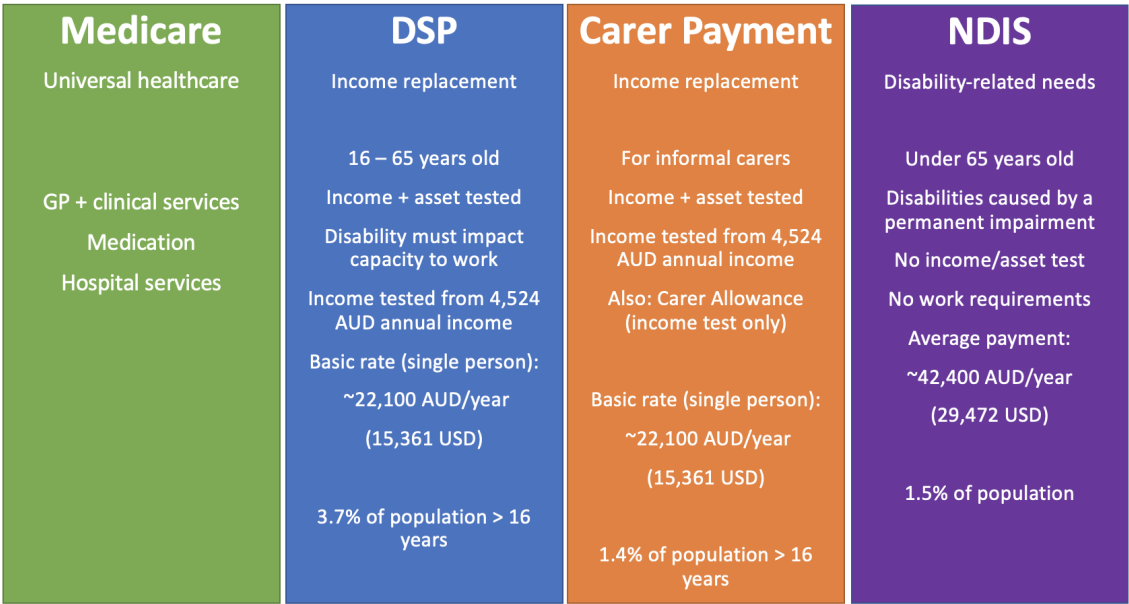 Medicare
Universal healthcare
GP + clinical services
Medication
Hospital services
DSP
Income replacement
16 – 65 years old
Income + asset tested
Disability must impact
capacity to work
Income tested from 4,524
AUD annual income
Basic rate (single person):
~22,100 AUD/year
(15,361 USD)
3.7% of population > 16
years
Carer Payment
Income replacement
For informal carers
Income + asset tested
Income tested from 4,524
AUD annual income
Also: Carer Allowance
(income test only)
Basic rate (single person):
~22,100 AUD/year
(15,361 USD)
1.4% of population > 16
years
NDIS
Disability-related needs
Under 65 years old
Disabilities caused by a
permanent impairment
No income/asset test
No work requirements
Average payment:
~42,400 AUD/year
(29,472 USD)
1.5% of population